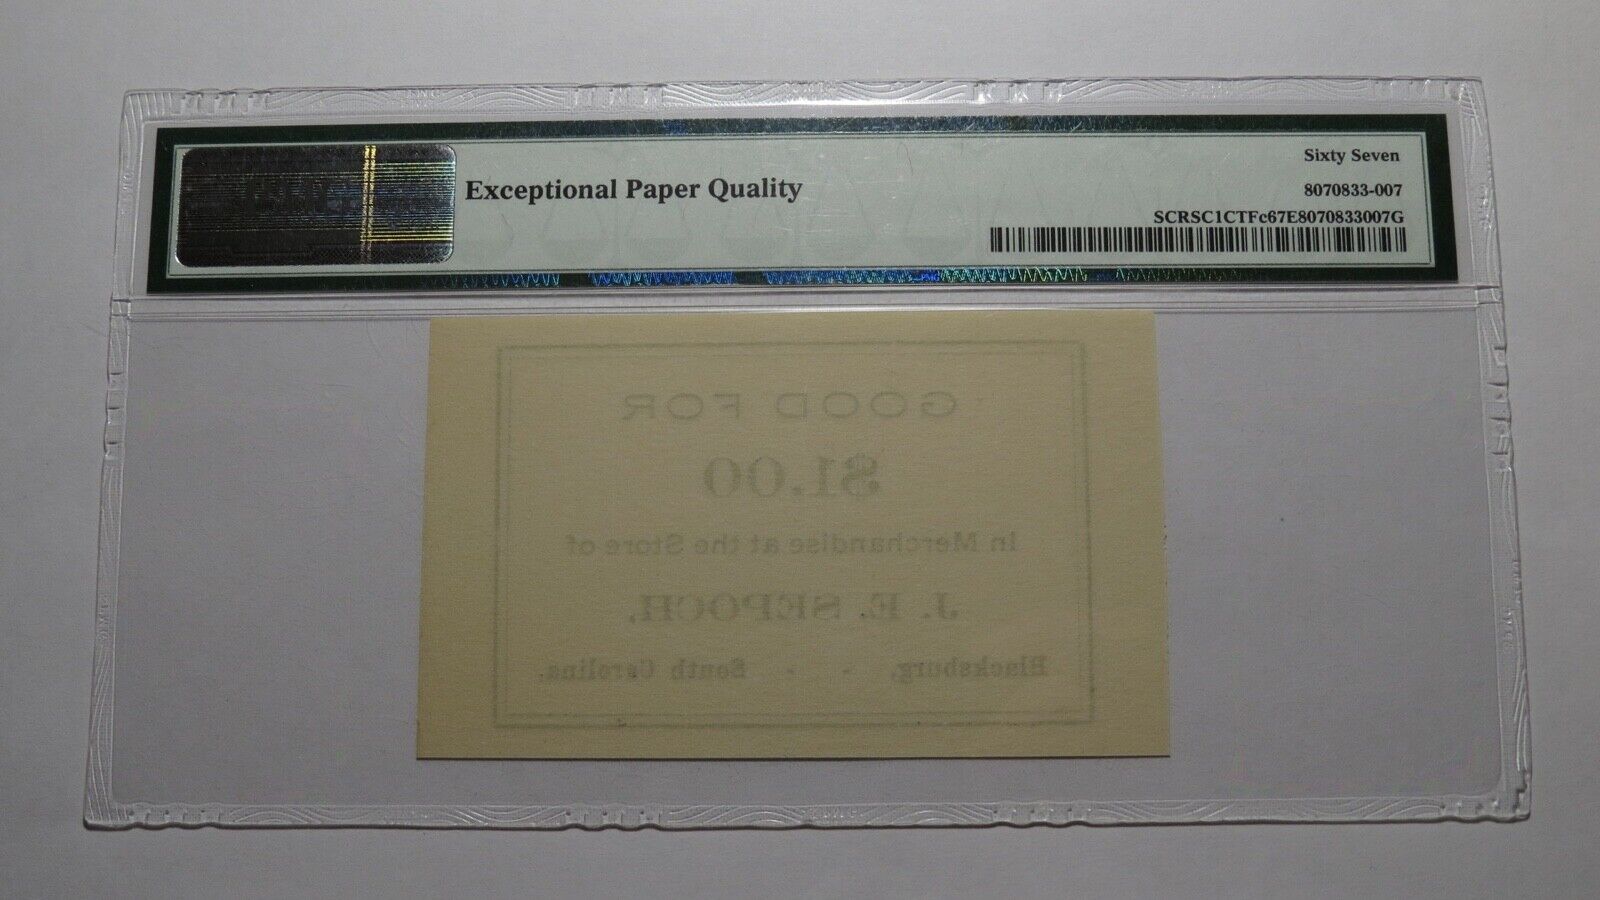 Exceptional Paper Quality
Sixty Seven
8070833-007
SCRSC1CTFc67E8070833007G
GOOD FOR
$1.00
In Merchandise at the Store of
J. E. SEPOCH,
Blacksburg, - - South Carolina.